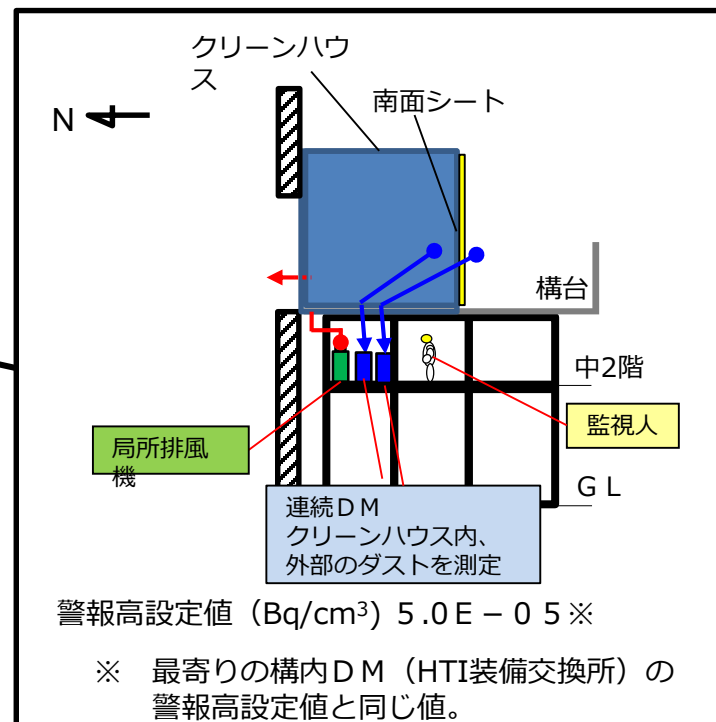 クリーンハウ
ス
南面シート
N
構台
中2階
監視人
局所排風
機
ＧＬ
連続ＤＭ
クリーンハウス内、
外部のダストを測定
警報高設定値（Bq/cm³) ５.０Ｅ－０５※
※　最寄りの構内ＤＭ（HTI装備交換所）の
警報高設定値と同じ値。